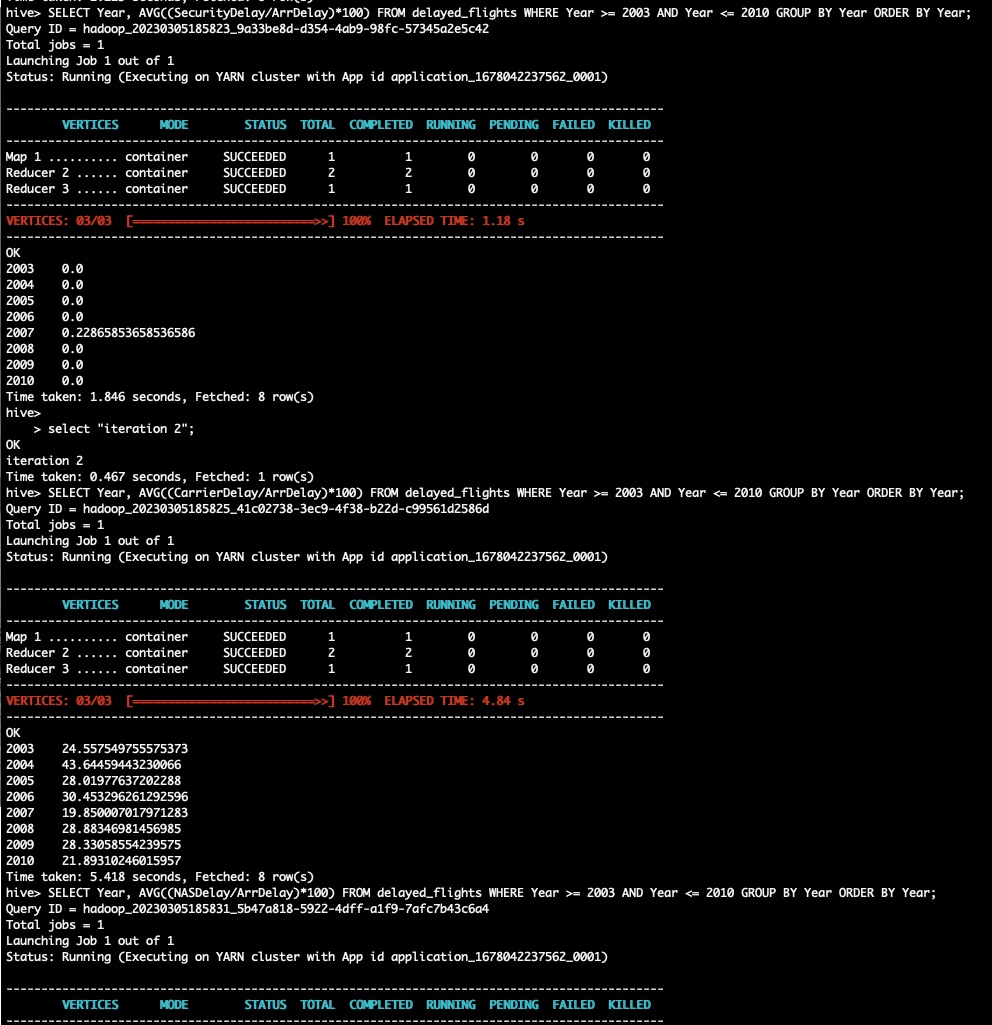 hive> SELECT Year, AVG((SecurityDelay/ArrDelay)*100) FROM delayed_flights WHERE Year >= 2003 AND Year <= 2010 GROUP BY Year ORDER BY Year;
Query ID = hadoop_20230305185823_9a33be8d-d354-4ab9-98fc-57345a2e5c42
Total jobs = 1
Launching Job 1 out of 1
Status: Running (Executing on YARN cluster with App id application_1678042237562_0001)
----------------------------------------------------------------------------------------------
VERTICES MODE STATUS TOTAL COMPLETED RUNNING PENDING FAILED KILLED
----------------------------------------------------------------------------------------------
Map 1 .......... container SUCCEEDED 1 1 0 0 0 0
Reducer 2 ...... container SUCCEEDED 2 2 0 0 0 0
Reducer 3 ...... container SUCCEEDED 1 1 0 0 0 0
----------------------------------------------------------------------------------------------
VERTICES: 03/03 [==========================>>] 100% ELAPSED TIME: 1.18 s
----------------------------------------------------------------------------------------------
OK
2003 0.0
2004 0.0
2005 0.0
2006 0.0
2007 0.22865853658536586
2008 0.0
2009 0.0
2010 0.0
Time taken: 1.846 seconds, Fetched: 8 row(s)
hive>
> select "iteration 2";
OK
iteration 2
Time taken: 0.467 seconds, Fetched: 1 row(s)
hive> SELECT Year, AVG((CarrierDelay/ArrDelay)*100) FROM delayed_flights WHERE Year >= 2003 AND Year <= 2010 GROUP BY Year ORDER BY Year;
Query ID = hadoop_20230305185825_41c02738-3ec9-4f38-b22d-c99561d2586d
Total jobs = 1
Launching Job 1 out of 1
Status: Running (Executing on YARN cluster with App id application_1678042237562_0001)
----------------------------------------------------------------------------------------------
VERTICES MODE STATUS TOTAL COMPLETED RUNNING PENDING FAILED KILLED
----------------------------------------------------------------------------------------------
Map 1 .......... container SUCCEEDED 1 1 0 0 0 0
Reducer 2 ...... container SUCCEEDED 2 2 0 0 0 0
Reducer 3 ...... container SUCCEEDED 1 1 0 0 0 0
----------------------------------------------------------------------------------------------
VERTICES: 03/03 [==========================>>] 100% ELAPSED TIME: 4.84 s
----------------------------------------------------------------------------------------------
OK
2003 24.557549755575373
2004 43.64459443230066
2005 28.01977637202288
2006 30.453296261292596
2007 19.850007017971283
2008 28.88346981456985
2009 28.33058554239575
2010 21.89310246015957
Time taken: 5.418 seconds, Fetched: 8 row(s)
hive> SELECT Year, AVG((NASDelay/ArrDelay)*100) FROM delayed_flights WHERE Year >= 2003 AND Year <= 2010 GROUP BY Year ORDER BY Year;
Query ID = hadoop_20230305185831_5b47a818-5922-4dff-a1f9-7afc7b43c6a4
Total jobs = 1
Launching Job 1 out of 1
Status: Running (Executing on YARN cluster with App id application_1678042237562_0001)
----------------------------------------------------------------------------------------------
VERTICES MODE STATUS TOTAL COMPLETED RUNNING PENDING FAILED KILLED
----------------------------------------------------------------------------------------------